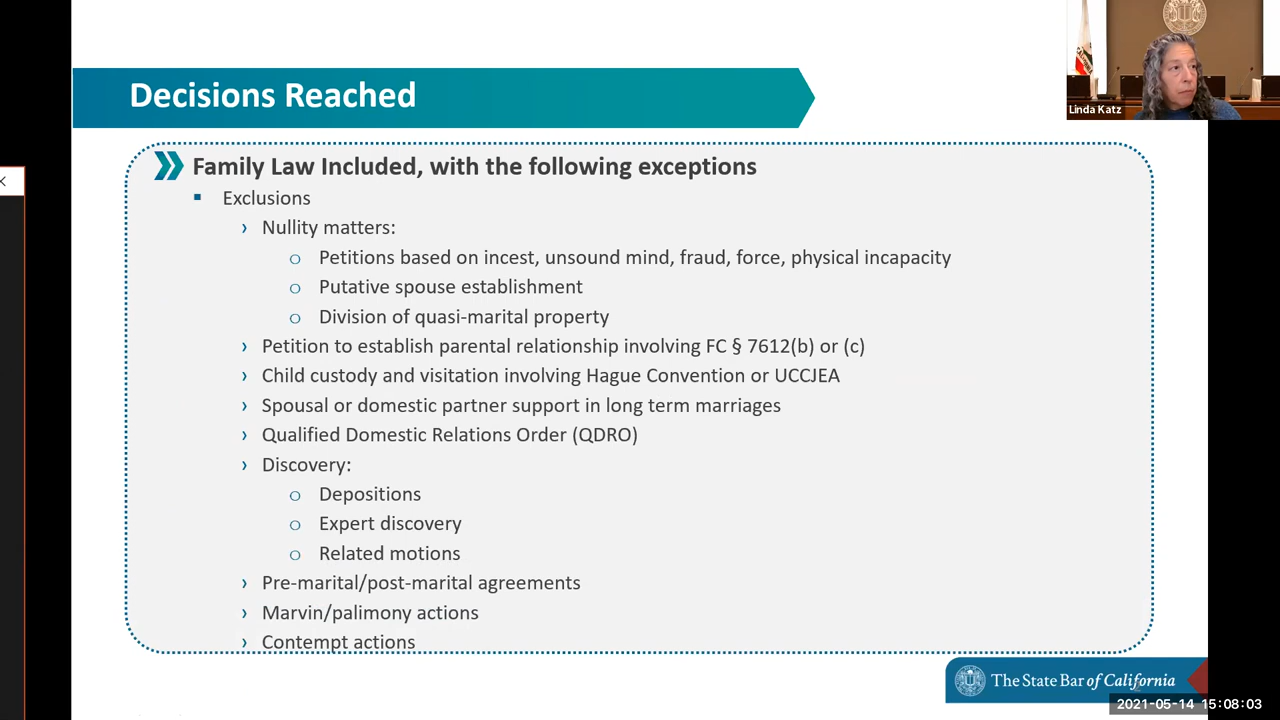 Decisions Reached
Linda Katz
Family Law Included, with the following exceptions
Exclusions
Nullity matters:
Petitions based on incest, unsound mind, fraud, force, physical incapacity
Putative spouse establishment
Division of quasi-marital property
Petition to establish parental relationship involving FC § 7612(b) or (c)
Child custody and visitation involving Hague Convention or UCCJEA
Spousal or domestic partner support in long term marriages
Qualified Domestic Relations Order (QDRO)
Discovery:
Depositions
Expert discovery
Related motions
Pre-marital/post-marital agreements
Marvin/palimony actions
Contempt actions
The State Bar of California
2021-05-14 15:08:03